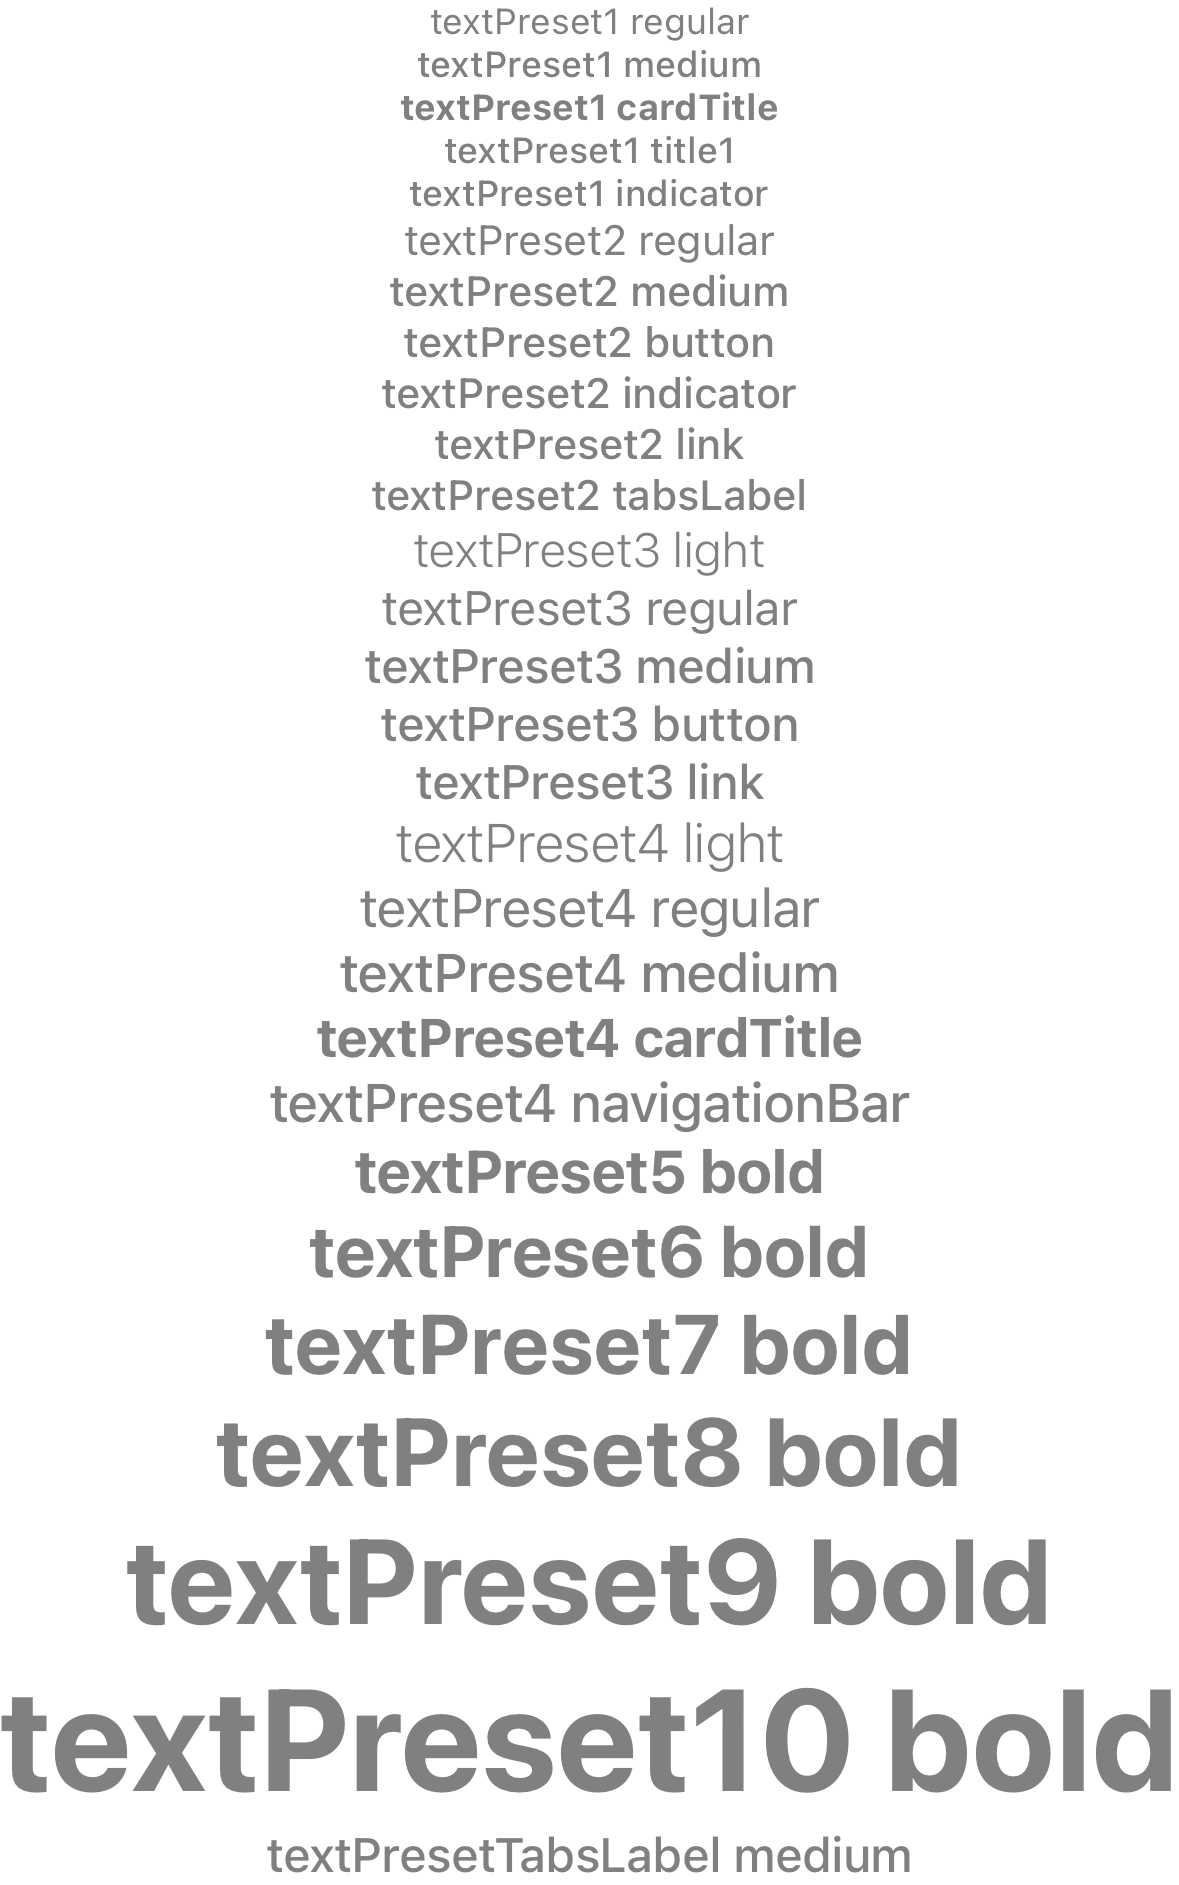 textPreset1 regular
textPreset1 medium
textPreset1 cardTitle
textPreset1 title1
textPreset1 indicator
textPreset2 regular
textPreset2 medium
textPreset2 button
textPreset2 indicator
textPreset2 link
textPreset2 tabsLabel
textPreset3 light
textPreset3 regular
textPreset3 medium
textPreset3 button
textPreset3 link
textPreset4 light
textPreset4 regular
textPreset4 medium
textPreset4 cardTitle
textPreset4 navigationBar
textPreset5 bold
textPreset6 bold
textPreset7 bold
textPreset8 bold
textPreset9 bold
textPreset10 bold
textPresetTabsLabel medium